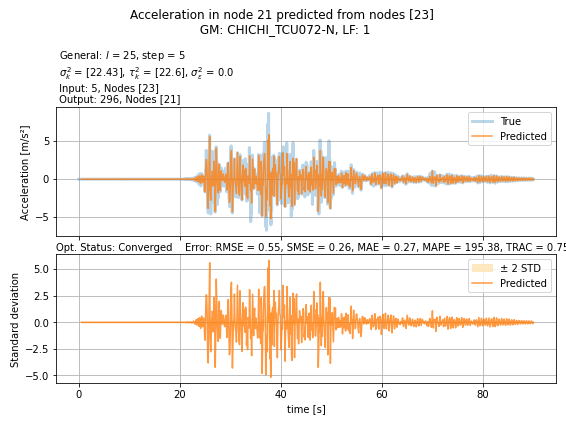 Acceleration in node 21 predicted from nodes [23]
GM: CHICHI_TCU072-N, LF: 1
General: l = 25, step = 5
σ²ₖ = [22.43], τ²ₖ = [22.6], σ²ε = 0.0
Input: 5, Nodes [23]
Output: 296, Nodes [21]
True
Predicted
Acceleration [m/s²]
5
0
−5
Opt. Status: Converged Error: RMSE = 0.55, SMSE = 0.26, MAE = 0.27, MAPE = 195.38, TRAC = 0.75
± 2 STD
Predicted
Standard deviation
5.0
2.5
0.0
−2.5
−5.0
0 20 40 60 80
time [s]